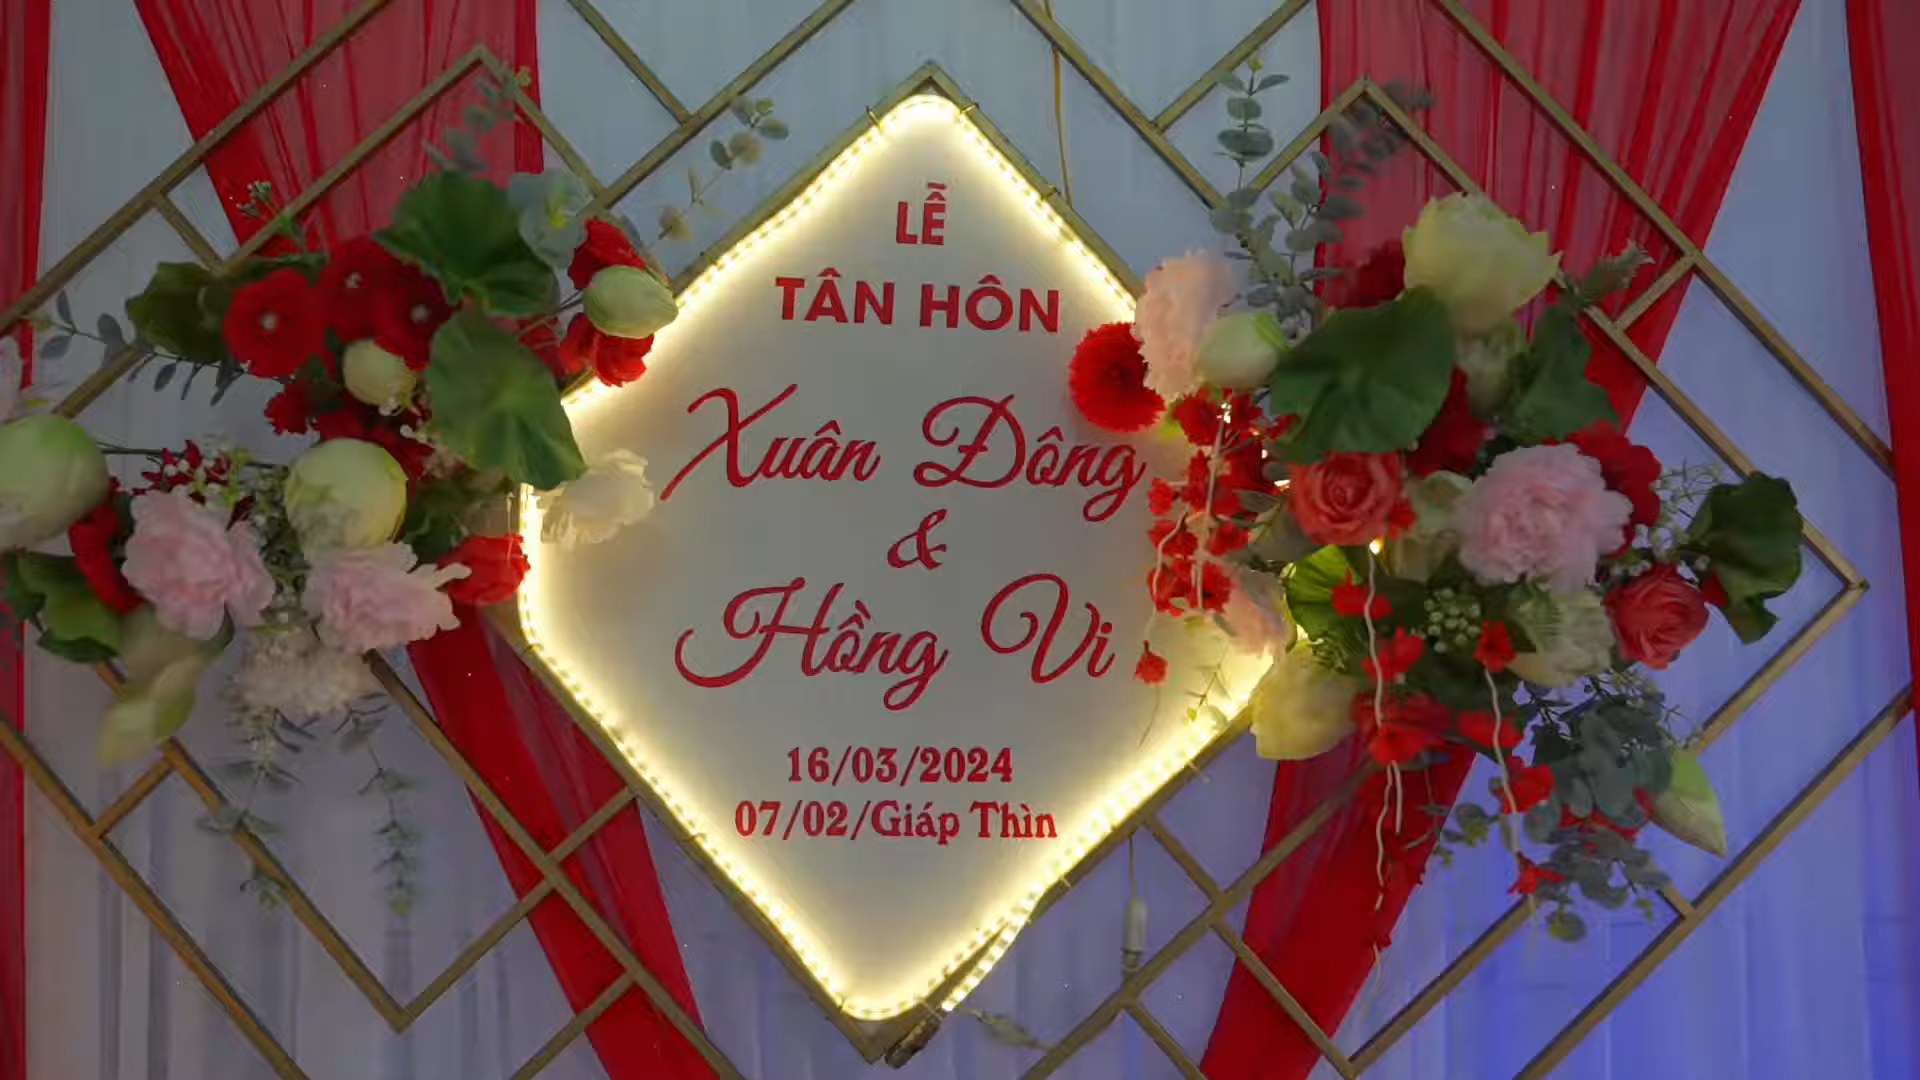 LỄ
TÂN HÔN
Xuân Đông
&
Hồng Vi
16/03/2024
07/02/Giáp Thìn